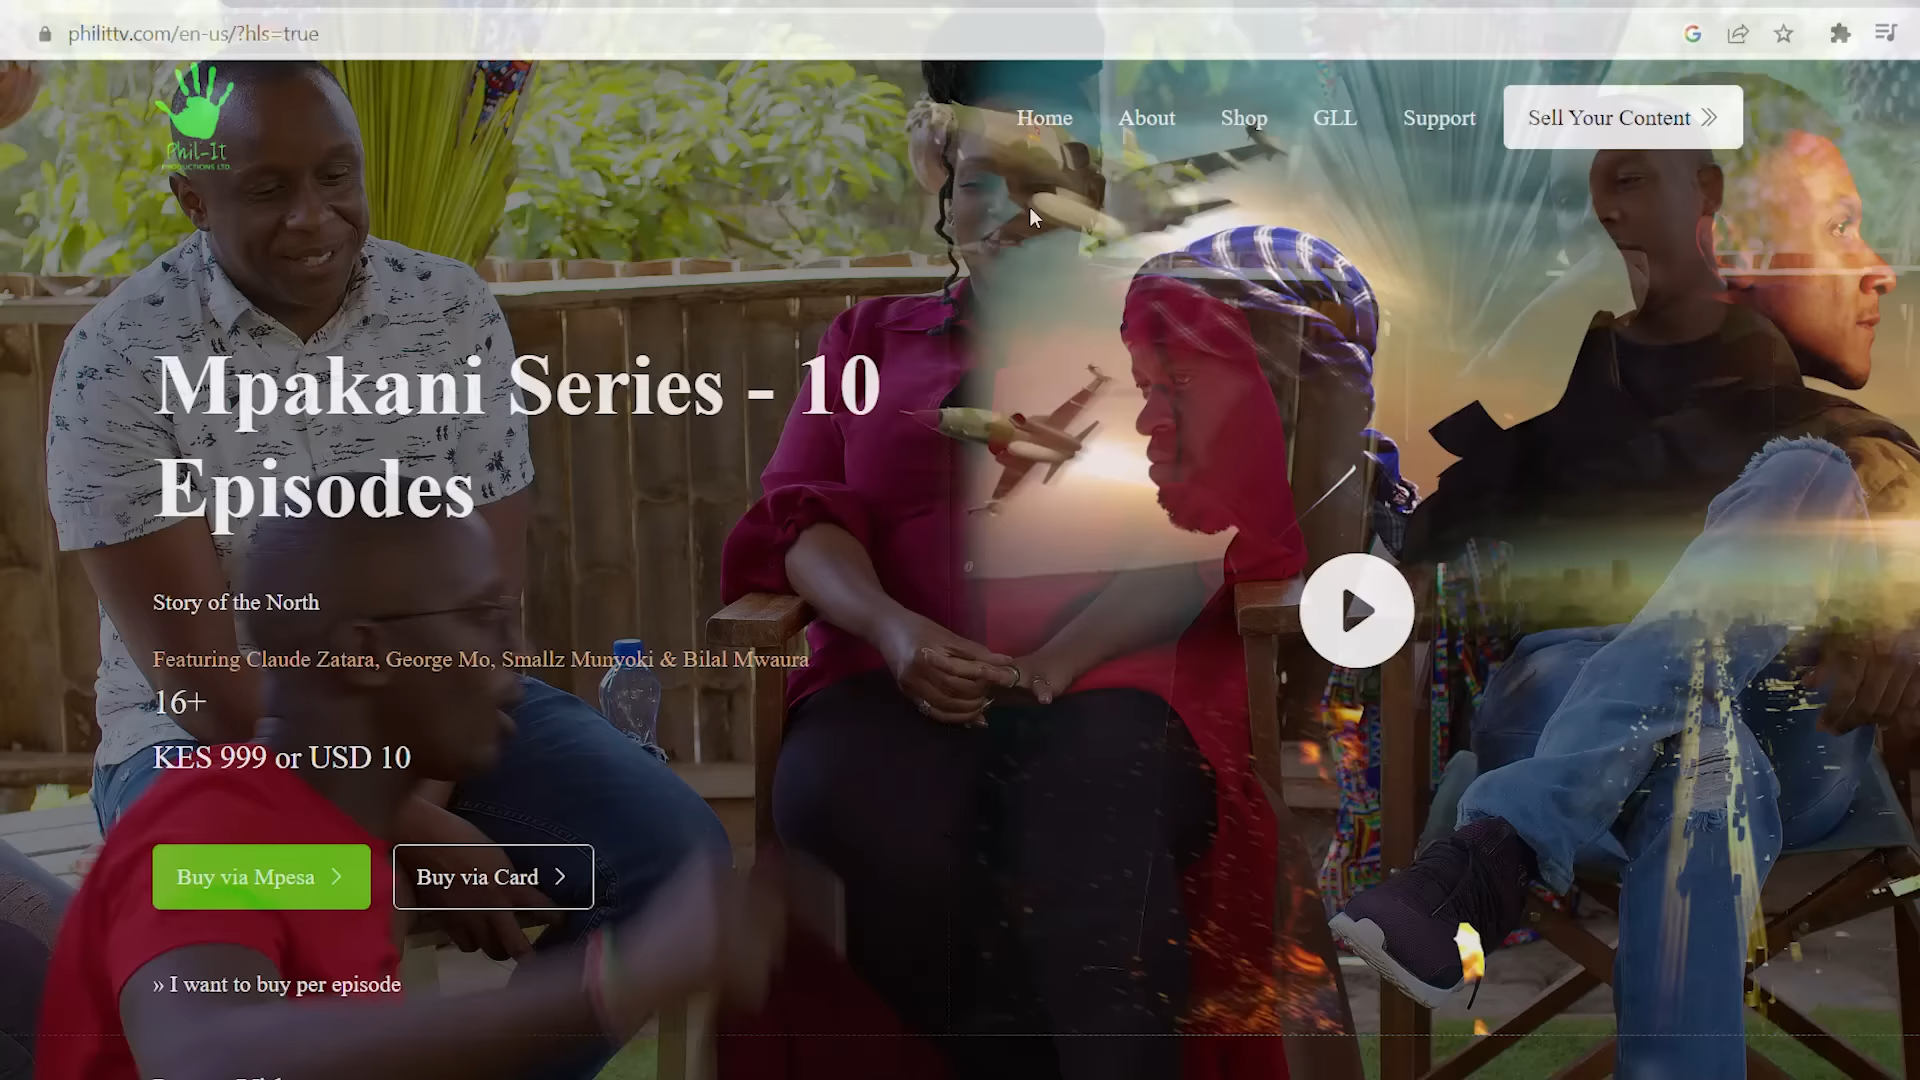 philittv.com/en-us/?hls=true
Phil-It
PRODUCTIONS LTD
Home
About
Shop
GLL
Support
Sell Your Content
Mpakani Series - 10
Episodes
Story of the North
Featuring Claude Zatara, George Mo, Smallz Munyoki & Bilal Mwaura
16+
KES 999 or USD 10
Buy via Mpesa
Buy via Card
» I want to buy per episode